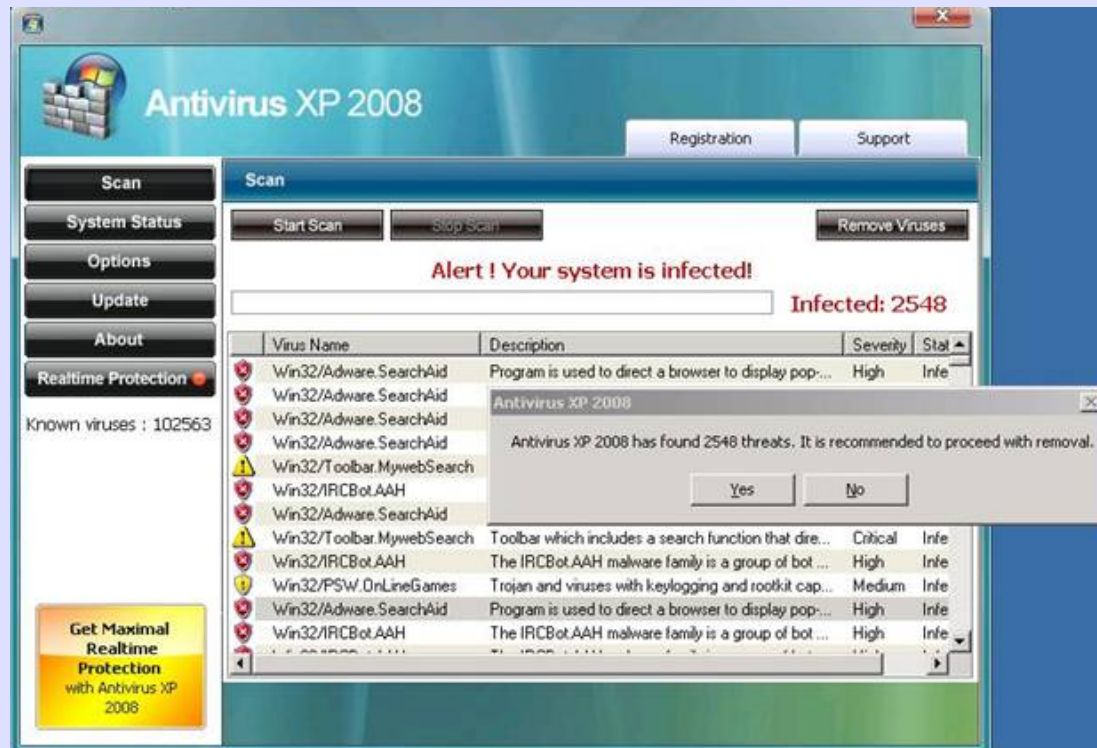 Antivirus XP 2008
Registration
Support
Scan
System Status
Options
Update
About
Realtime Protection
Known viruses : 102563
Get Maximal
Realtime
Protection
with Antivirus XP
2008
Scan
Start Scan
Stop Scan
Remove Viruses
Alert ! Your system is infected!
Infected: 2548
Virus Name Description Severity Stat
Win32/Adware.SearchAid Program is used to direct a browser to display pop-... High Infe
Win32/Adware.SearchAid
Win32/Adware.SearchAid
Win32/Adware.SearchAid
Win32/Toolbar.MywebSearch
Win32/IRCBot.AAH
Win32/Adware.SearchAid
Win32/Toolbar.MywebSearch Toolbar which includes a search function that dire... Critical Infe
Win32/IRCBot.AAH The IRCBot.AAH malware family is a group of bot ... High Infe
Win32/PSW.OnLineGames Trojan and viruses with keylogging and rootkit cap... Medium Infe
Win32/Adware.SearchAid Program is used to direct a browser to display pop-... High Infe
Win32/IRCBot.AAH The IRCBot.AAH malware family is a group of bot ... High Infe
Antivirus XP 2008
Antivirus XP 2008 has found 2548 threats. It is recommended to proceed with removal.
Yes
No